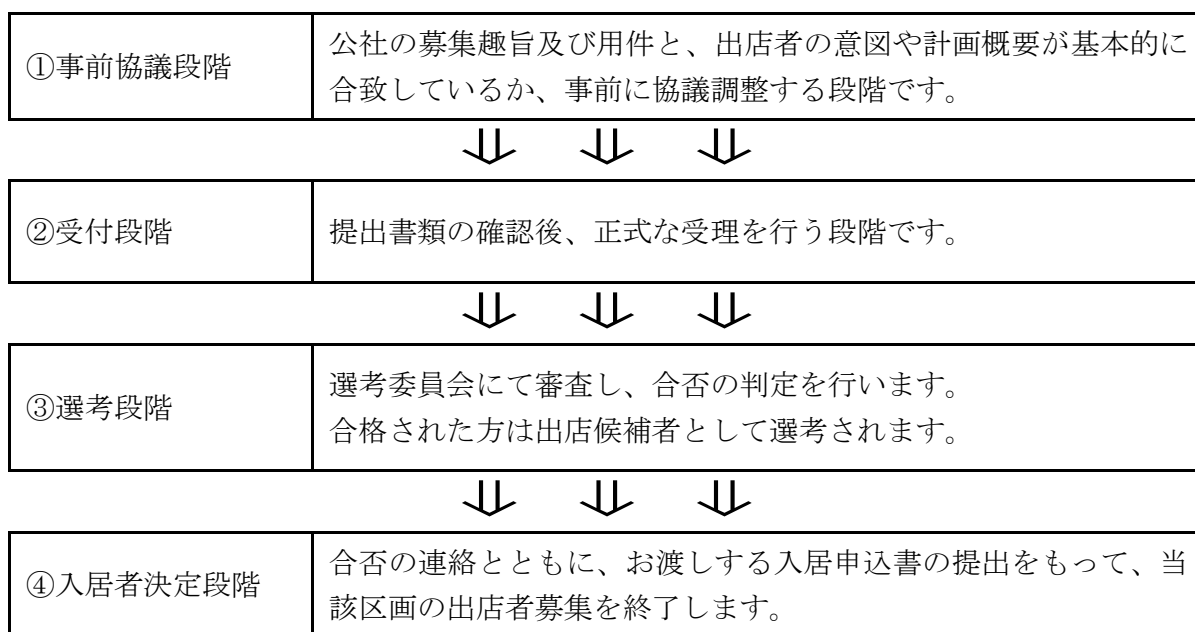 ①事前協議段階
公社の募集趣旨及び用件と、出店者の意図や計画概要が基本的に
合致しているか、事前に協議調整する段階です。
⇓ ⇓ ⇓
②受付段階
提出書類の確認後、正式な受理を行う段階です。
⇓ ⇓ ⇓
③選考段階
選考委員会にて審査し、合否の判定を行います。
合格された方は出店候補者として選考されます。
⇓ ⇓ ⇓
④入居者決定段階
合否の連絡とともに、お渡しする入居申込書の提出をもって、当
該区画の出店者募集を終了します。